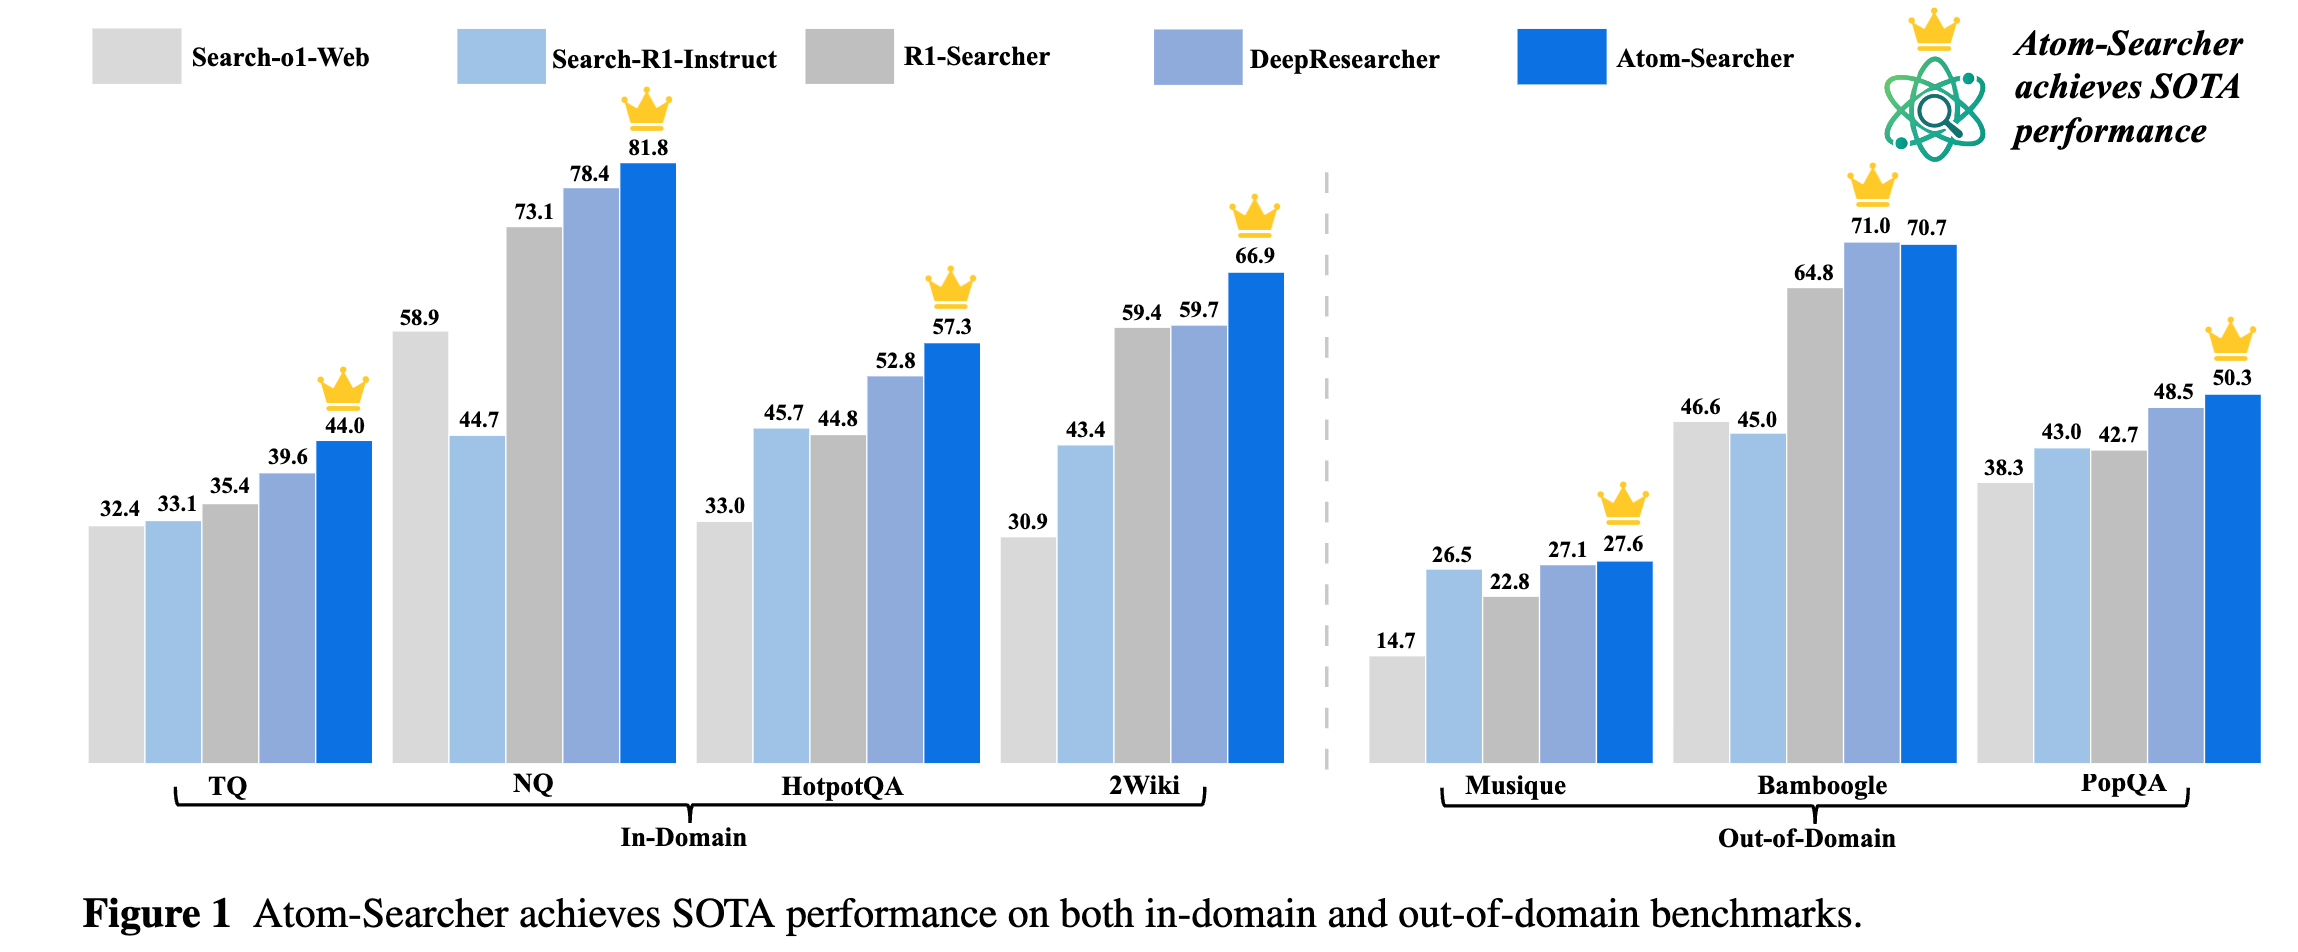 Search-o1-Web
Search-R1-Instruct
R1-Searcher
DeepResearcher
Atom-Searcher
Atom-Searcher
achieves SOTA
performance
32.4
33.1
35.4
39.6
44.0
58.9
44.7
73.1
78.4
81.8
33.0
45.7
44.8
52.8
57.3
30.9
43.4
59.4
59.7
66.9
14.7
26.5
22.8
27.1
27.6
46.6
45.0
64.8
71.0
70.7
38.3
43.0
42.7
48.5
50.3
TQ
NQ
HotpotQA
2Wiki
Musique
Bamboogle
PopQA
In-Domain
Out-of-Domain
Figure 1 Atom-Searcher achieves SOTA performance on both in-domain and out-of-domain benchmarks.